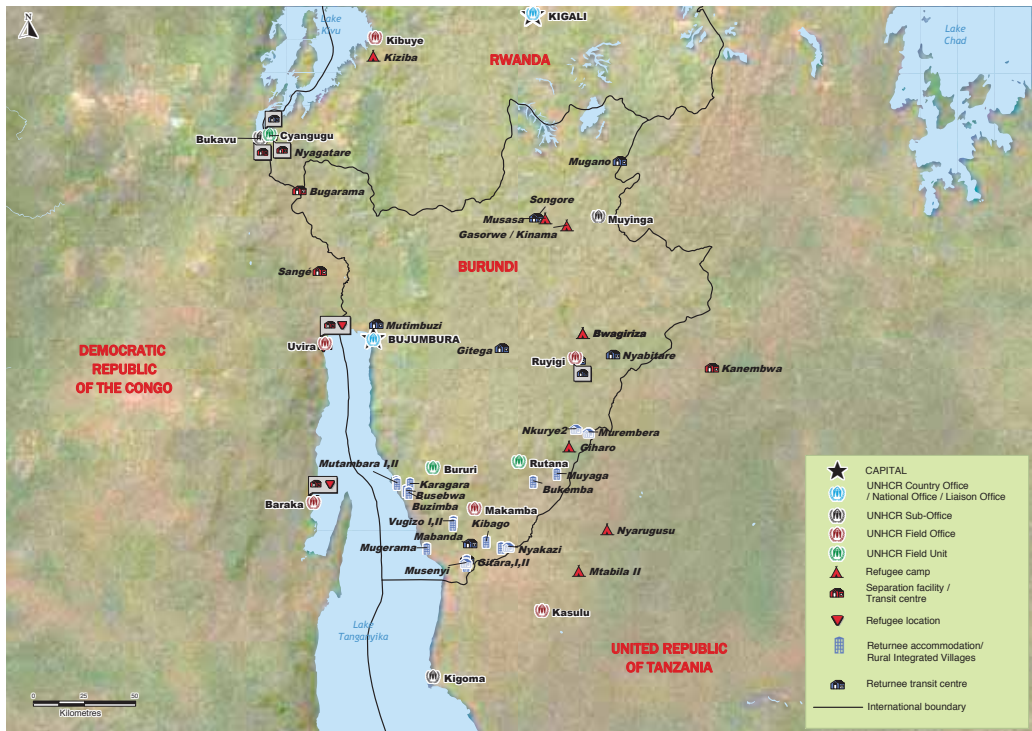 N
Lake
Kivu
KIGALI
Kibuye
Kiziba
RWANDA
Lake
Chad
Bukavu
Cyangugu
Nyagatare
Mugano
Bugarama
Songore
Musasa
Muyinga
Gasorwe / Kinama
BURUNDI
Sangé
Mutimbuzi
BUJUMBURA
Uvira
Bwagiriza
Gitega
Nyabitare
Ruyigi
Kanembwa
DEMOCRATIC
REPUBLIC
OF THE CONGO
Nkurye2
Murembera
Giharo
Mutambara I,II
Bururi
Rutana
Muyaga
Karagara
Bukemba
Busebwa
Buzimba
Baraka
Makamba
Vugizo I,II
Kibago
Nyarugusu
Mabanda
Mugerama
Nyakazi
Gitara,I,II
Musenyi
Mtabila II
Kasulu
Lake
Tanganyika
UNITED REPUBLIC
OF TANZANIA
Kigoma
0 25 50
Kilometres
CAPITAL
UNHCR Country Office
/ National Office / Liaison Office
UNHCR Sub-Office
UNHCR Field Office
UNHCR Field Unit
Refugee camp
Separation facility /
Transit centre
Refugee location
Returnee accommodation/
Rural Integrated Villages
Returnee transit centre
International boundary